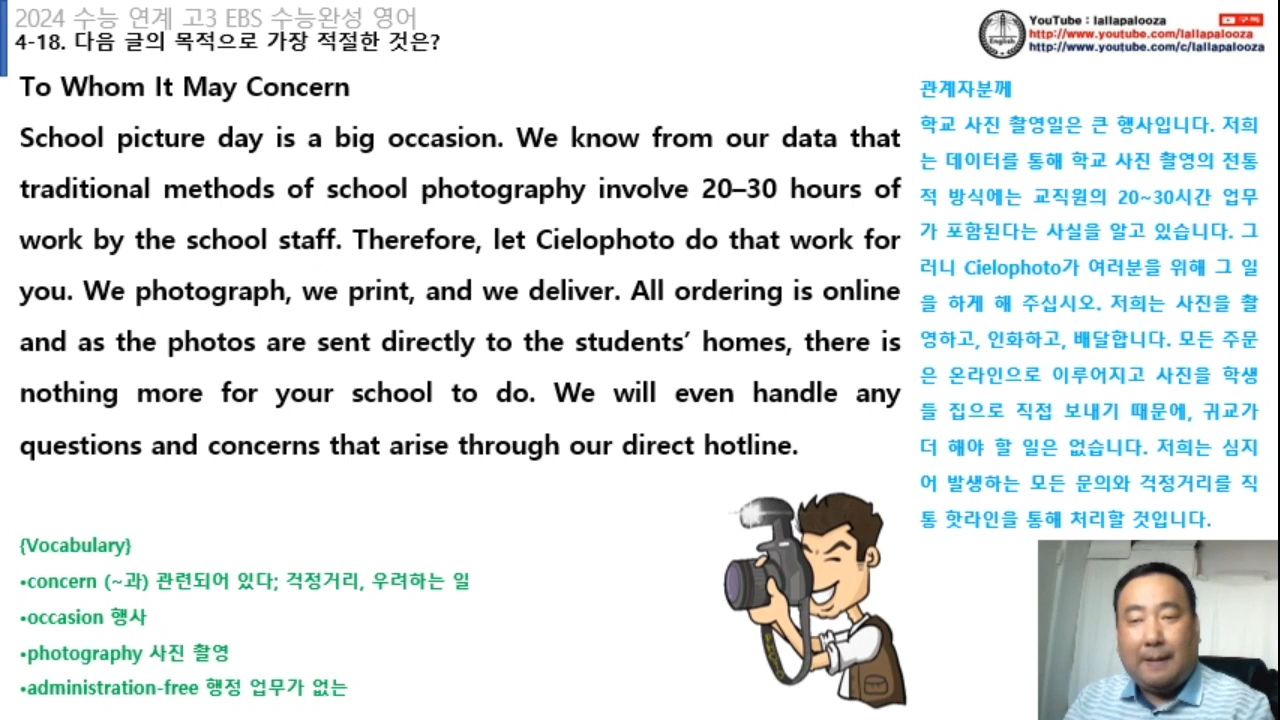 2024 수능 연계 고3 EBS 수능완성 영어
4-18. 다음 글의 목적으로 가장 적절한 것은?
YouTube : lallapalooza
구독
http://www.youtube.com/lallapalooza
http://www.youtube.com/c/lallapalooza
English
To Whom It May Concern
School picture day is a big occasion. We know from our data that
traditional methods of school photography involve 20–30 hours of
work by the school staff. Therefore, let Cielophoto do that work for
you. We photograph, we print, and we deliver. All ordering is online
and as the photos are sent directly to the students’ homes, there is
nothing more for your school to do. We will even handle any
questions and concerns that arise through our direct hotline.
관계자분께
학교 사진 촬영일은 큰 행사입니다. 저희
는 데이터를 통해 학교 사진 촬영의 전통
적 방식에는 교직원의 20~30시간 업무
가 포함된다는 사실을 알고 있습니다. 그
러니 Cielophoto가 여러분을 위해 그 일
을 하게 해 주십시오. 저희는 사진을 촬
영하고, 인화하고, 배달합니다. 모든 주문
은 온라인으로 이루어지고 사진을 학생
들 집으로 직접 보내기 때문에, 귀교가
더 해야 할 일은 없습니다. 저희는 심지
어 발생하는 모든 문의와 걱정거리를 직
통 핫라인을 통해 처리할 것입니다.
{Vocabulary}
•concern (~과) 관련되어 있다; 걱정거리, 우려하는 일
•occasion 행사
•photography 사진 촬영
•administration-free 행정 업무가 없는